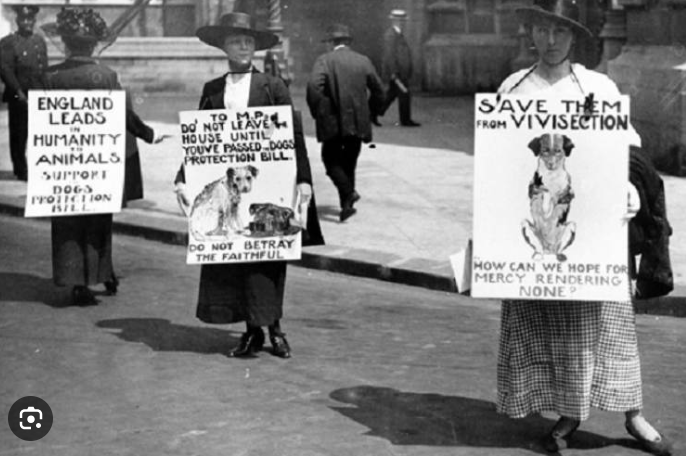 ENGLAND
LEADS
IN
HUMANITY
TO
ANIMALS.
SUPPORT
DOGS
PROTECTION
BILL.
TO M.P.s
DO NOT LEAVE
HOUSE UNTIL
YOU'VE PASSED DOGS
PROTECTION BILL.
DO NOT BETRAY
THE FAITHFUL
SAVE THEM
FROM VIVISECTION
HOW CAN WE HOPE FOR
MERCY RENDERING
NONE?